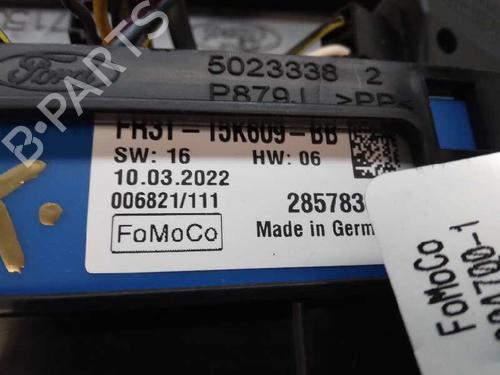 Ford
5023338 2
P879J >PP<
FR3T-15K609-BB
SW: 16 HW: 06
10.03.2022
006821/111 285783
FoMoCo Made in Germ
FoMoCo
B-PARTS